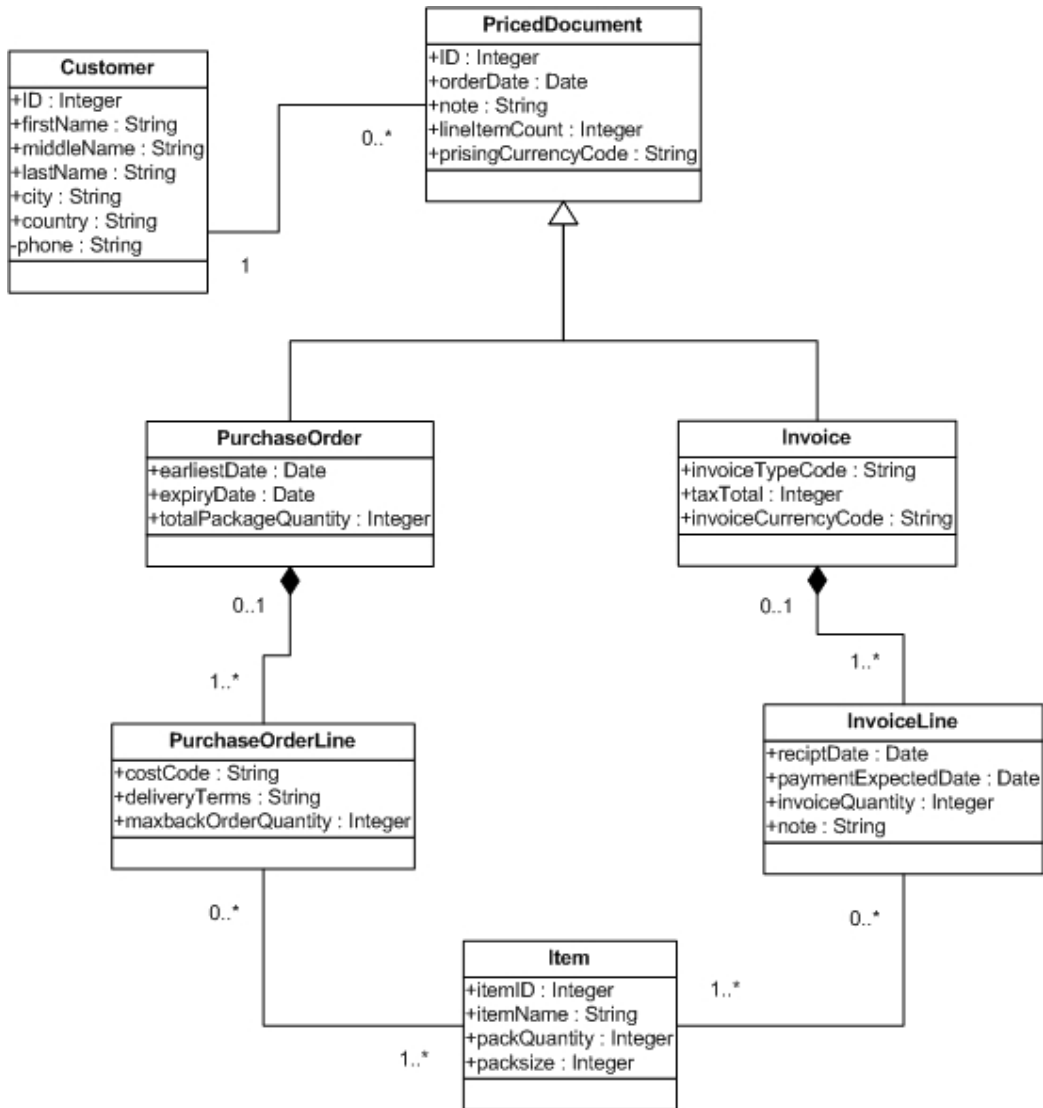 PricedDocument
+ID : Integer
+orderDate : Date
+note : String
+lineItemCount : Integer
+prisingCurrencyCode : String
Customer
+ID : Integer
+firstName : String
+middleName : String
+lastName : String
+city : String
+country : String
-phone : String
0..*
1
PurchaseOrder
+earliestDate : Date
+expiryDate : Date
+totalPackageQuantity : Integer
Invoice
+invoiceTypeCode : String
+taxTotal : Integer
+invoiceCurrencyCode : String
0..1
0..1
1..*
1..*
PurchaseOrderLine
+costCode : String
+deliveryTerms : String
+maxbackOrderQuantity : Integer
InvoiceLine
+reciptDate : Date
+paymentExpectedDate : Date
+invoiceQuantity : Integer
+note : String
0..*
0..*
Item
+itemID : Integer
+itemName : String
+packQuantity : Integer
+packsize : Integer
1..*
1..*